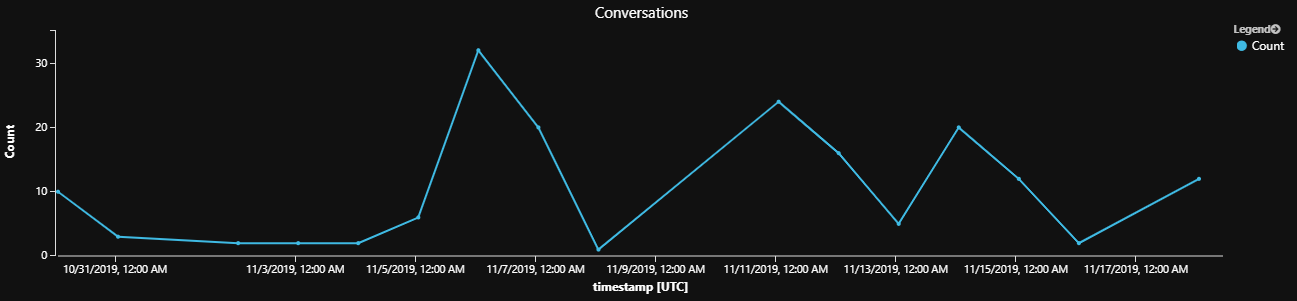 Conversations
Legend
Count
30
20
10
0
Count
10/31/2019, 12:00 AM
11/3/2019, 12:00 AM
11/5/2019, 12:00 AM
11/7/2019, 12:00 AM
11/9/2019, 12:00 AM
11/11/2019, 12:00 AM
11/13/2019, 12:00 AM
11/15/2019, 12:00 AM
11/17/2019, 12:00 AM
timestamp [UTC]